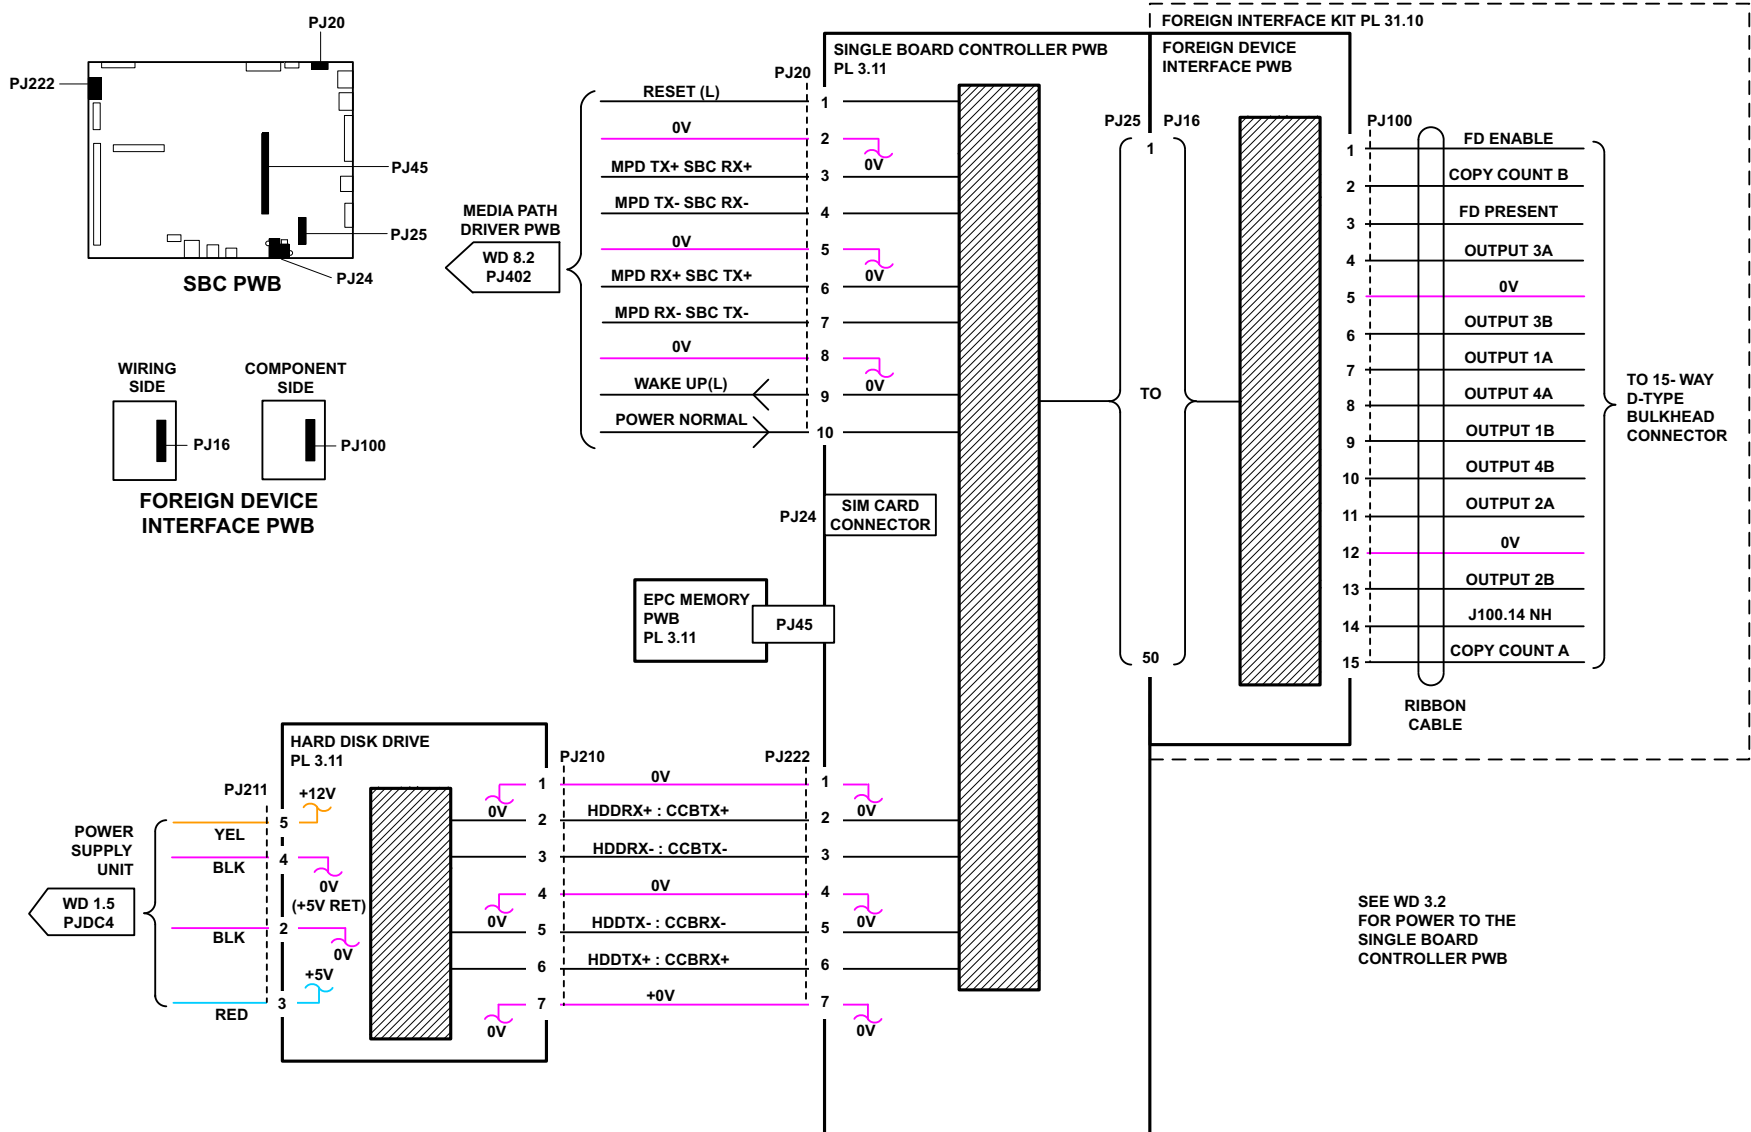 PJ20
PJ222
PJ45
PJ25
PJ24
SBC PWB
WIRING
SIDE
COMPONENT
SIDE
PJ16
PJ100
FOREIGN DEVICE
INTERFACE PWB
SINGLE BOARD CONTROLLER PWB
PL 3.11
PJ20
MEDIA PATH
DRIVER PWB
WD 8.2
PJ402
RESET (L)
1
0V
2
0V
MPD TX+ SBC RX+
3
MPD TX- SBC RX-
4
0V
5
0V
MPD RX+ SBC TX+
6
MPD RX- SBC TX-
7
0V
8
0V
WAKE UP(L)
9
POWER NORMAL
10
PJ24
SIM CARD
CONNECTOR
EPC MEMORY
PWB
PL 3.11
PJ45
FOREIGN INTERFACE KIT PL 31.10
FOREIGN DEVICE
INTERFACE PWB
PJ25
PJ16
1
TO
50
PJ100
1
FD ENABLE
2
COPY COUNT B
3
FD PRESENT
4
OUTPUT 3A
5
0V
6
OUTPUT 3B
7
OUTPUT 1A
8
OUTPUT 4A
9
OUTPUT 1B
10
OUTPUT 4B
11
OUTPUT 2A
12
0V
13
OUTPUT 2B
14
J100.14 NH
15
COPY COUNT A
RIBBON
CABLE
TO 15- WAY
D-TYPE
BULKHEAD
CONNECTOR
HARD DISK DRIVE
PL 3.11
PJ211
POWER
SUPPLY
UNIT
WD 1.5
PJDC4
+12V
5
YEL
4
BLK
0V
(+5V RET)
2
BLK
0V
+5V
3
RED
PJ210
PJ222
1
0V
1
0V
0V
2
HDDRX+ : CCBTX+
2
3
HDDRX- : CCBTX-
3
4
0V
4
0V
0V
5
HDDTX- : CCBRX-
5
6
HDDTX+ : CCBRX+
6
7
+0V
7
0V
0V
SEE WD 3.2
FOR POWER TO THE
SINGLE BOARD
CONTROLLER PWB